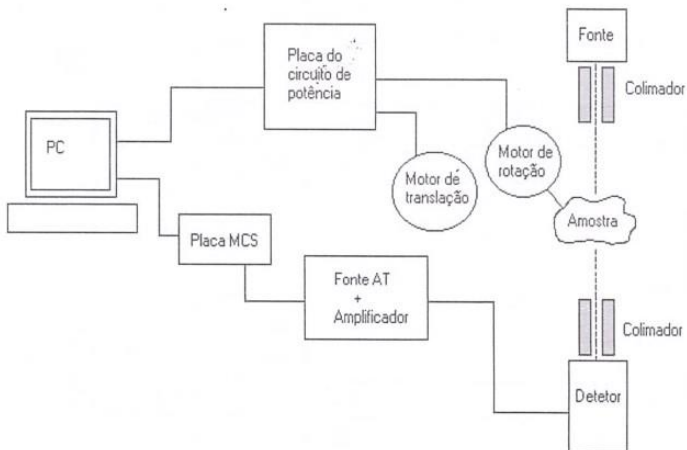 Placa do
circuito de
potência
Fonte
Colimador
PC
Motor de
translação
Motor de
rotação
Amostra
Placa MCS
Fonte AT
+
Amplificador
Colimador
Detetor